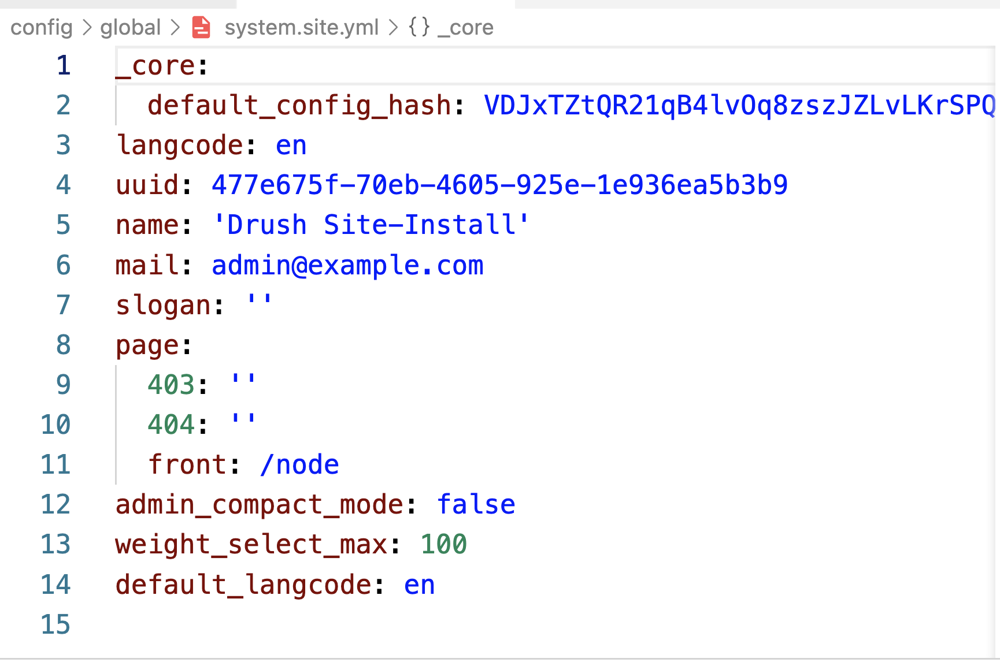 config > global > system.site.yml > {} _core
1 _core:
2 default_config_hash: VDJxTZtQR21qB4lvOq8zszJZLvLKrSPQ
3 langcode: en
4 uuid: 477e675f-70eb-4605-925e-1e936ea5b3b9
5 name: 'Drush Site-Install'
6 mail: admin@example.com
7 slogan: ''
8 page:
9 403: ''
10 404: ''
11 front: /node
12 admin_compact_mode: false
13 weight_select_max: 100
14 default_langcode: en
15